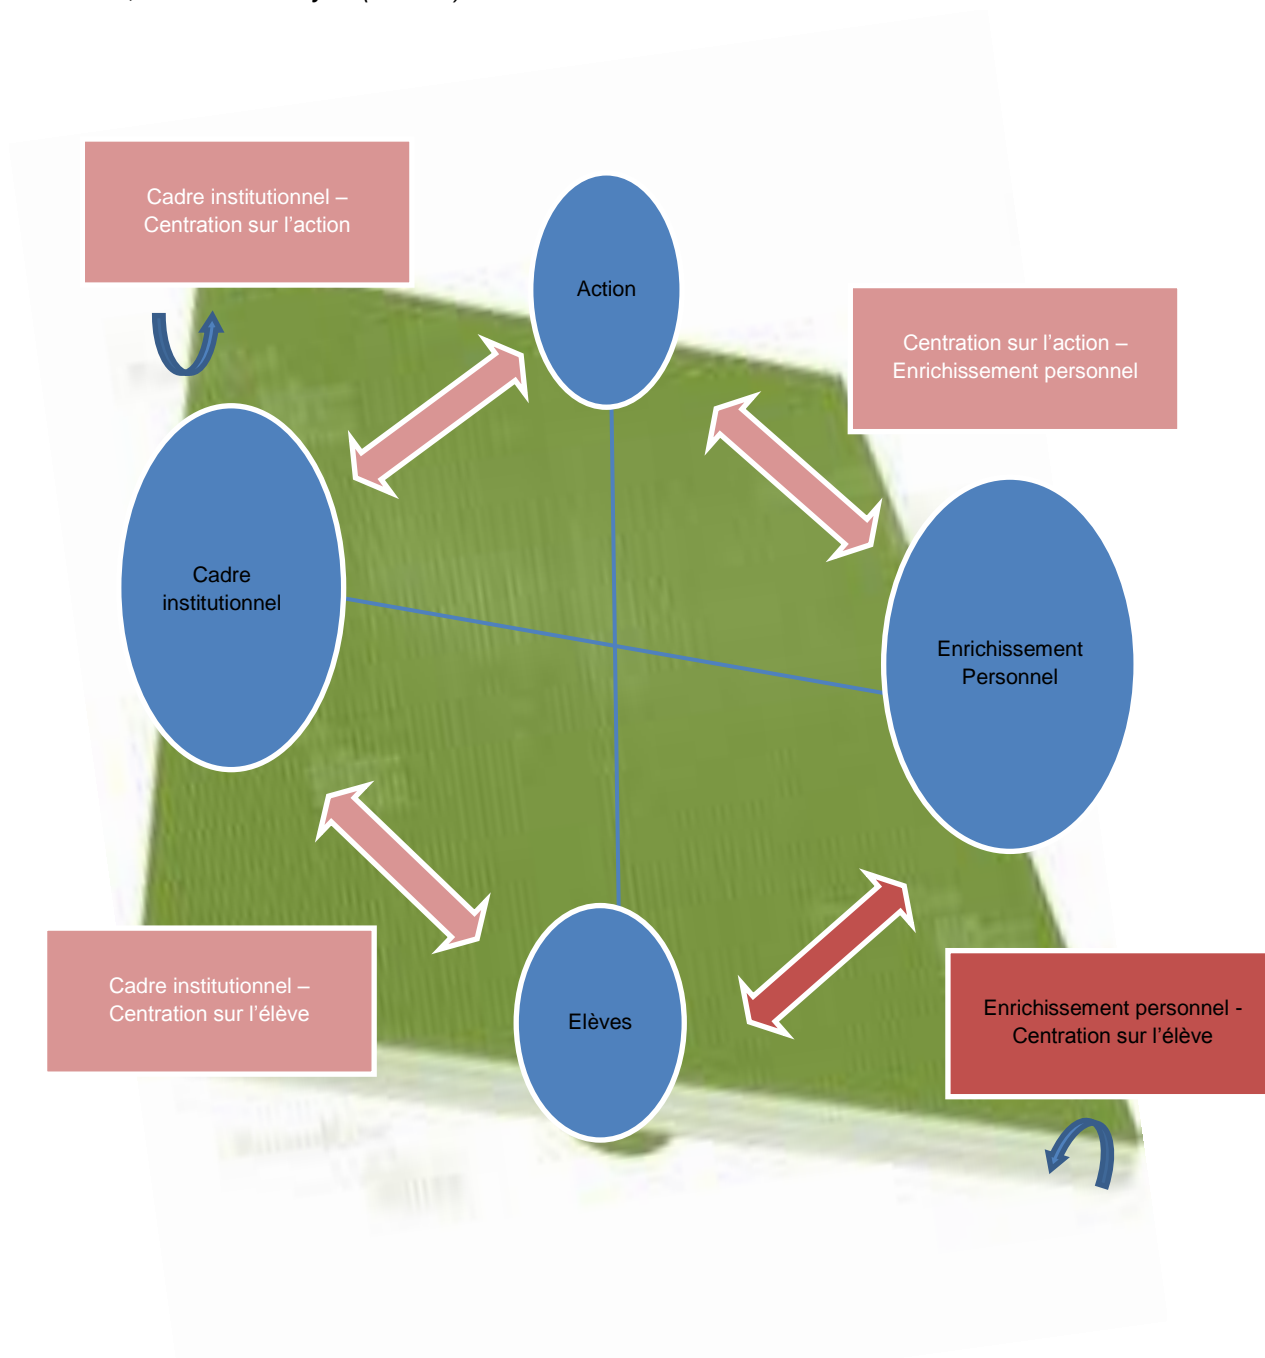 Cadre institutionnel –
Centration sur l’action
Action
Centration sur l’action –
Enrichissement personnel
Cadre
institutionnel
Enrichissement
Personnel
Cadre institutionnel –
Centration sur l’élève
Elèves
Enrichissement personnel -
Centration sur l’élève